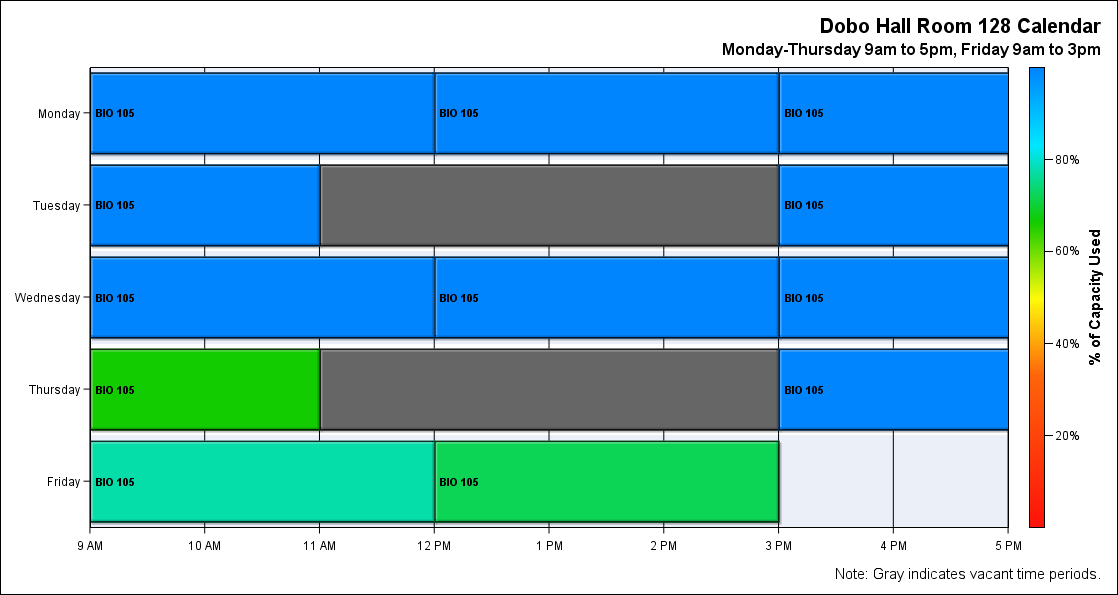 Dobo Hall Room 128 Calendar
Monday-Thursday 9am to 5pm, Friday 9am to 3pm
Monday
BIO 105
BIO 105
BIO 105
Tuesday
BIO 105
BIO 105
Wednesday
BIO 105
BIO 105
BIO 105
Thursday
BIO 105
BIO 105
Friday
BIO 105
BIO 105
9 AM
10 AM
11 AM
12 PM
1 PM
2 PM
3 PM
4 PM
5 PM
80%
60%
40%
20%
% of Capacity Used
Note: Gray indicates vacant time periods.